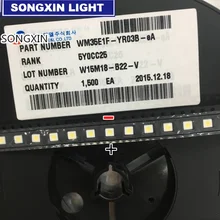 SONGXIN LIGHT
SONGXIN
PART NUMBER WM35E1F-YR03B-eA
RANK 5Y0CC25
LOT NUMBER WV15M18-B22-V
QUANTITY 1,500 EA 2015.12.18